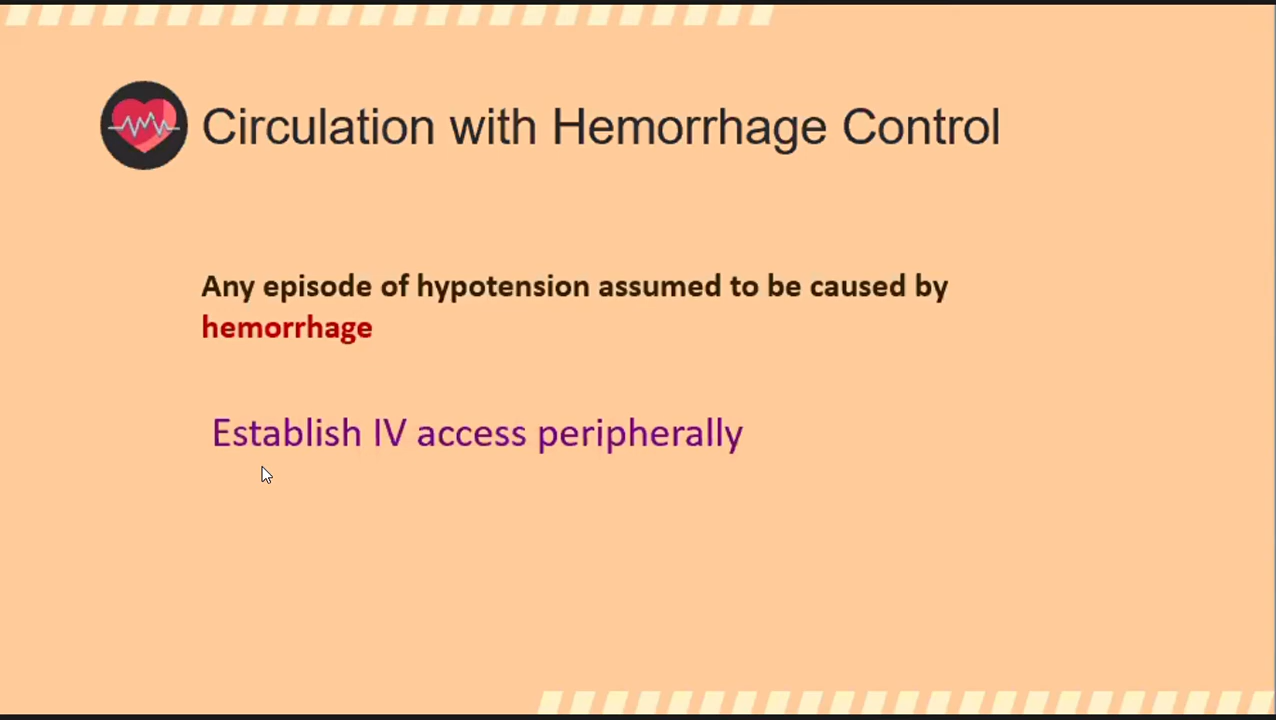 Circulation with Hemorrhage Control
Any episode of hypotension assumed to be caused by
hemorrhage
Establish IV access peripherally